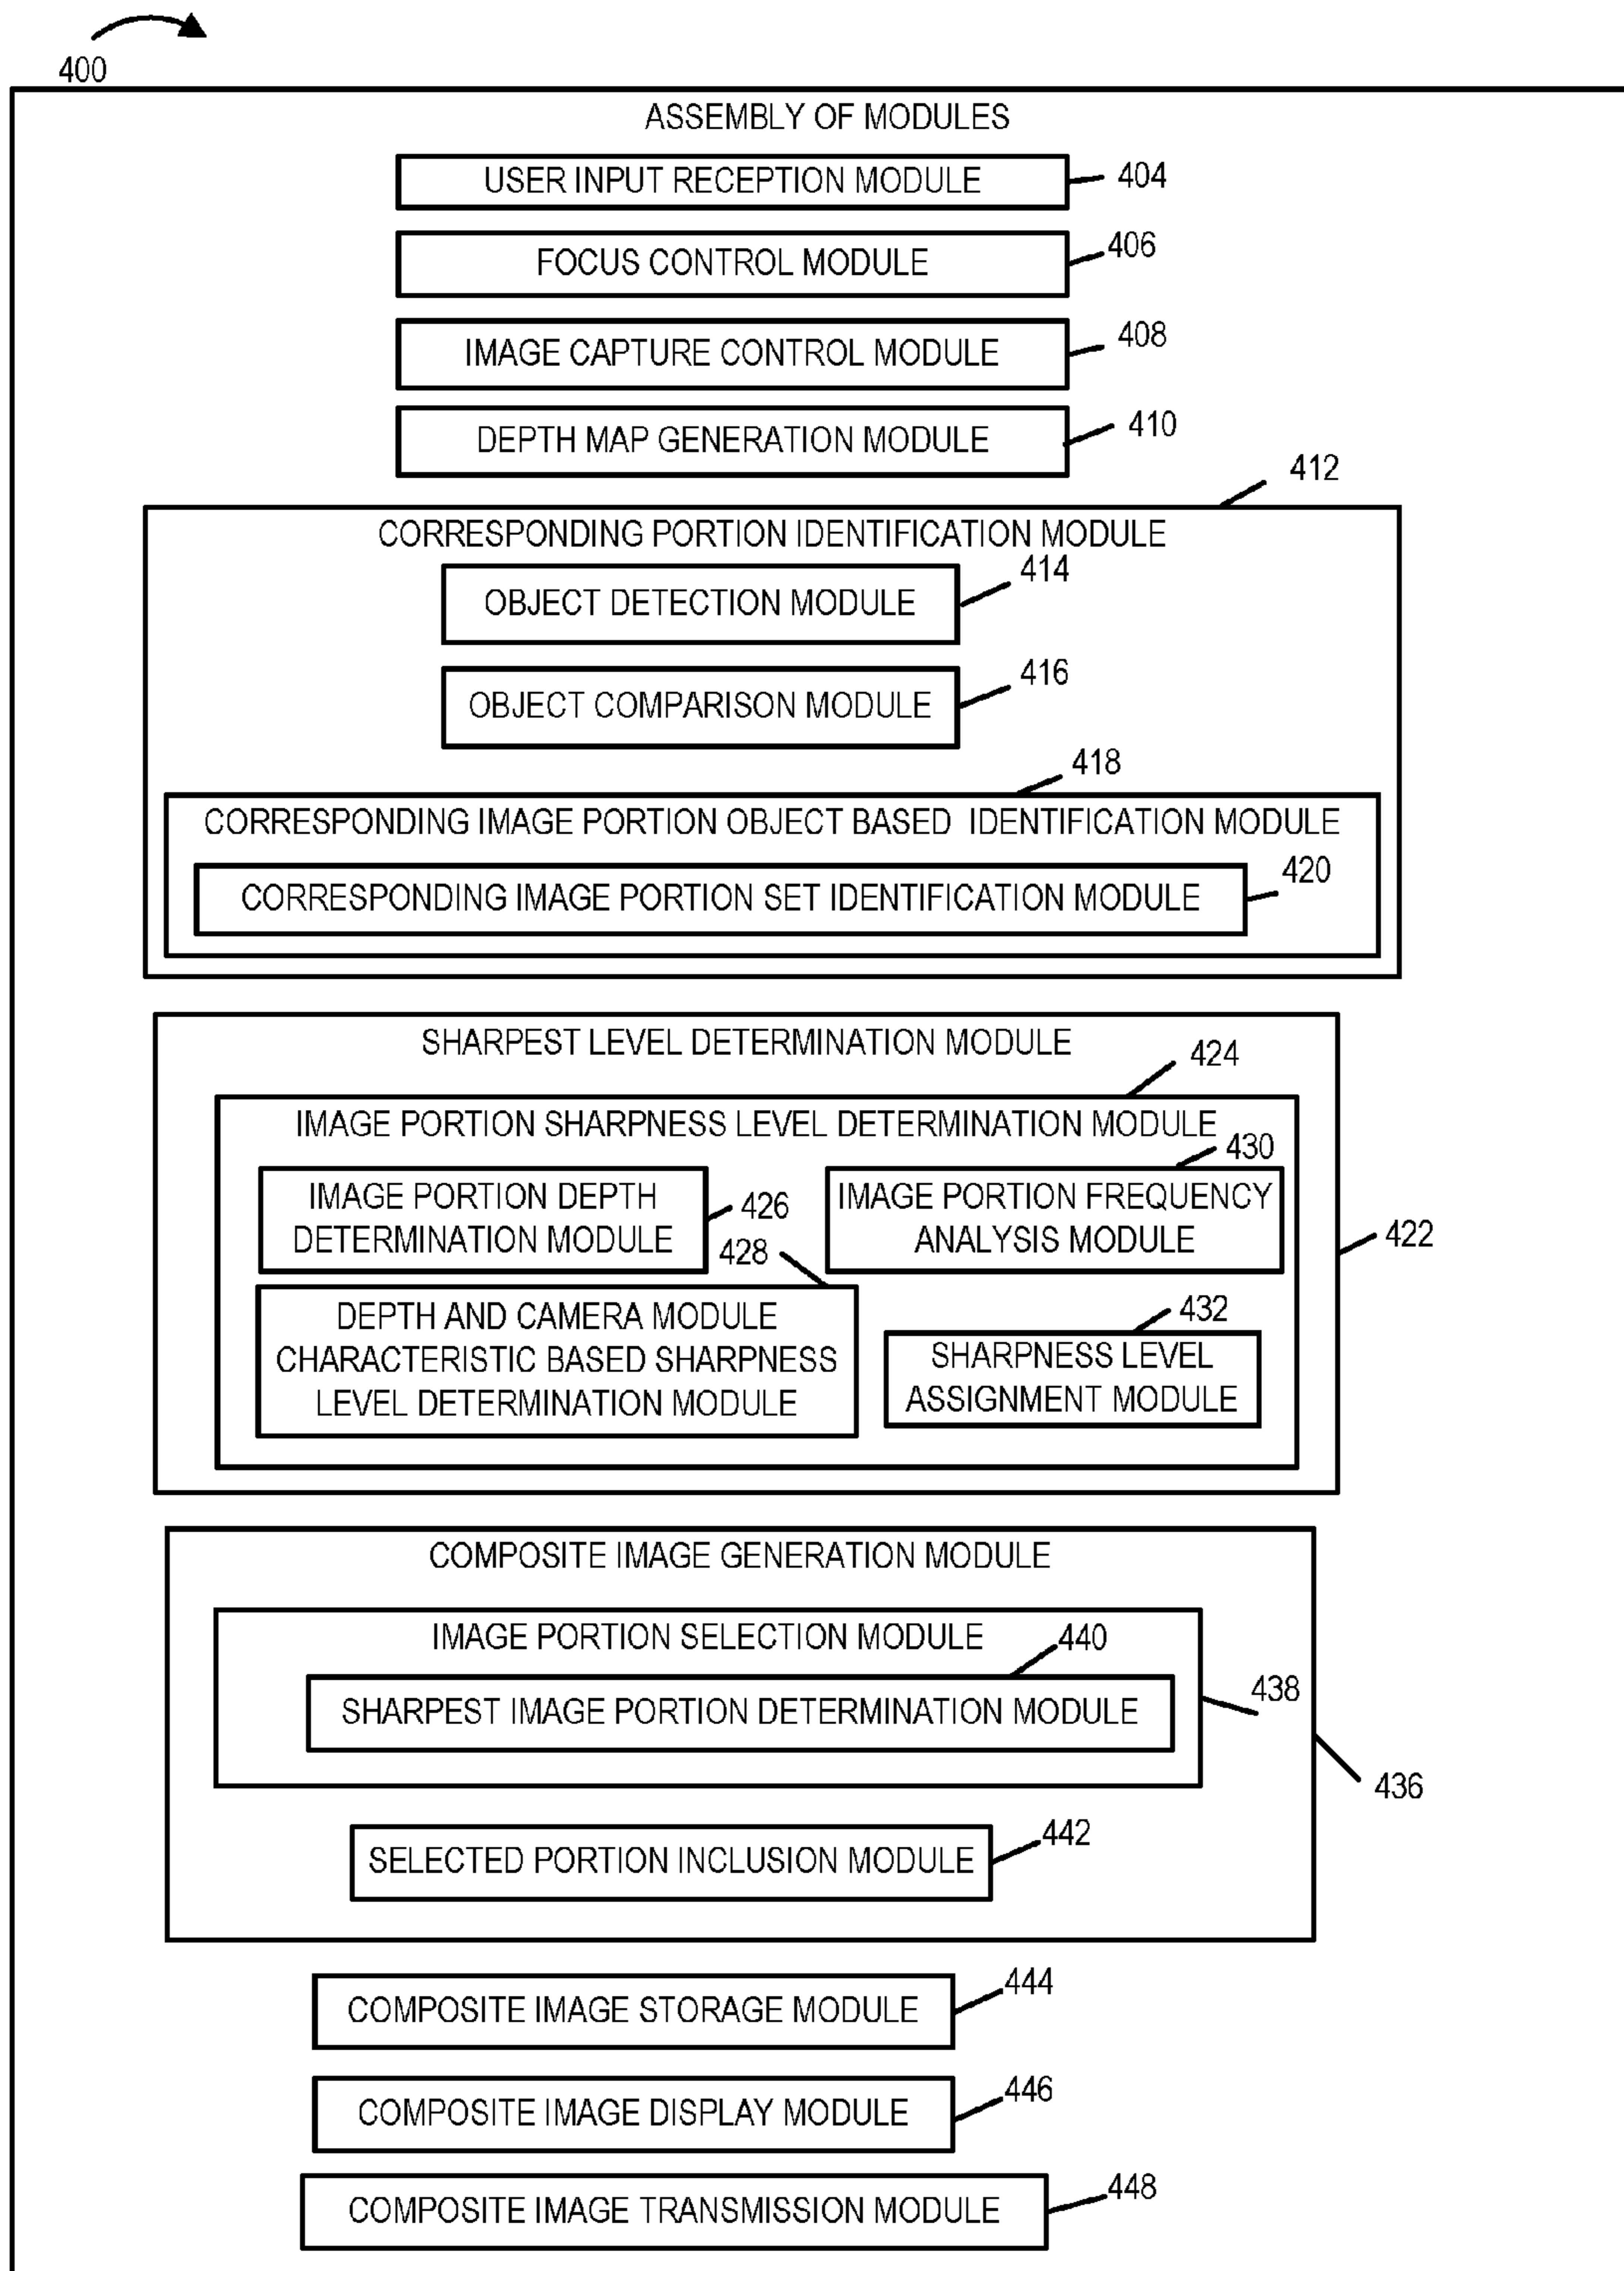 400
ASSEMBLY OF MODULES
USER INPUT RECEPTION MODULE
404
FOCUS CONTROL MODULE
406
IMAGE CAPTURE CONTROL MODULE
408
DEPTH MAP GENERATION MODULE
410
412
CORRESPONDING PORTION IDENTIFICATION MODULE
OBJECT DETECTION MODULE
414
OBJECT COMPARISON MODULE
416
418
CORRESPONDING IMAGE PORTION OBJECT BASED IDENTIFICATION MODULE
CORRESPONDING IMAGE PORTION SET IDENTIFICATION MODULE
420
SHARPEST LEVEL DETERMINATION MODULE
424
IMAGE PORTION SHARPNESS LEVEL DETERMINATION MODULE
430
IMAGE PORTION DEPTH
DETERMINATION MODULE
426
IMAGE PORTION FREQUENCY
ANALYSIS MODULE
422
428
DEPTH AND CAMERA MODULE
CHARACTERISTIC BASED SHARPNESS
LEVEL DETERMINATION MODULE
432
SHARPNESS LEVEL
ASSIGNMENT MODULE
COMPOSITE IMAGE GENERATION MODULE
IMAGE PORTION SELECTION MODULE
440
SHARPEST IMAGE PORTION DETERMINATION MODULE
438
436
SELECTED PORTION INCLUSION MODULE
442
COMPOSITE IMAGE STORAGE MODULE
444
COMPOSITE IMAGE DISPLAY MODULE
446
COMPOSITE IMAGE TRANSMISSION MODULE
448